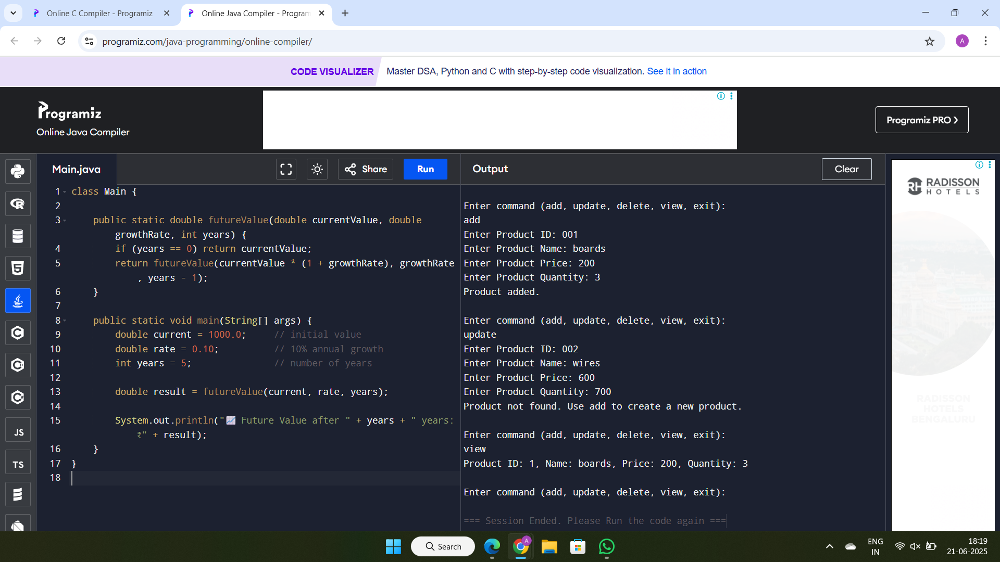 Online C Compiler - Programiz
Online Java Compiler - Program
programiz.com/java-programming/online-compiler/
A
CODE VISUALIZER Master DSA, Python and C with step-by-step code visualization. See it in action
Programiz
Online Java Compiler
Programiz PRO ❯
Main.java
Share
Run
Output
Clear
1 class Main {
2
3 public static double futureValue(double currentValue, double
growthRate, int years) {
4 if (years == 0) return currentValue;
5 return futureValue(currentValue * (1 + growthRate), growthRate
, years - 1);
6 }
7
8 public static void main(String[] args) {
9 double current = 1000.0; // initial value
10 double rate = 0.10; // 10% annual growth
11 int years = 5; // number of years
12
13 double result = futureValue(current, rate, years);
14
15 System.out.println("📈 Future Value after " + years + " years:
₹" + result);
16 }
17 }
18
Enter command (add, update, delete, view, exit):
add
Enter Product ID: 001
Enter Product Name: boards
Enter Product Price: 200
Enter Product Quantity: 3
Product added.
Enter command (add, update, delete, view, exit):
update
Enter Product ID: 002
Enter Product Name: wires
Enter Product Price: 600
Enter Product Quantity: 700
Product not found. Use add to create a new product.
Enter command (add, update, delete, view, exit):
view
Product ID: 1, Name: boards, Price: 200, Quantity: 3
Enter command (add, update, delete, view, exit):
=== Session Ended. Please Run the code again ===
R
5
C
C
C
JS
TS
RH RADISSON
HOTELS
RADISSON
HOTELS
BENGALURU
Search
A
ENG
IN
18:19
21-06-2025